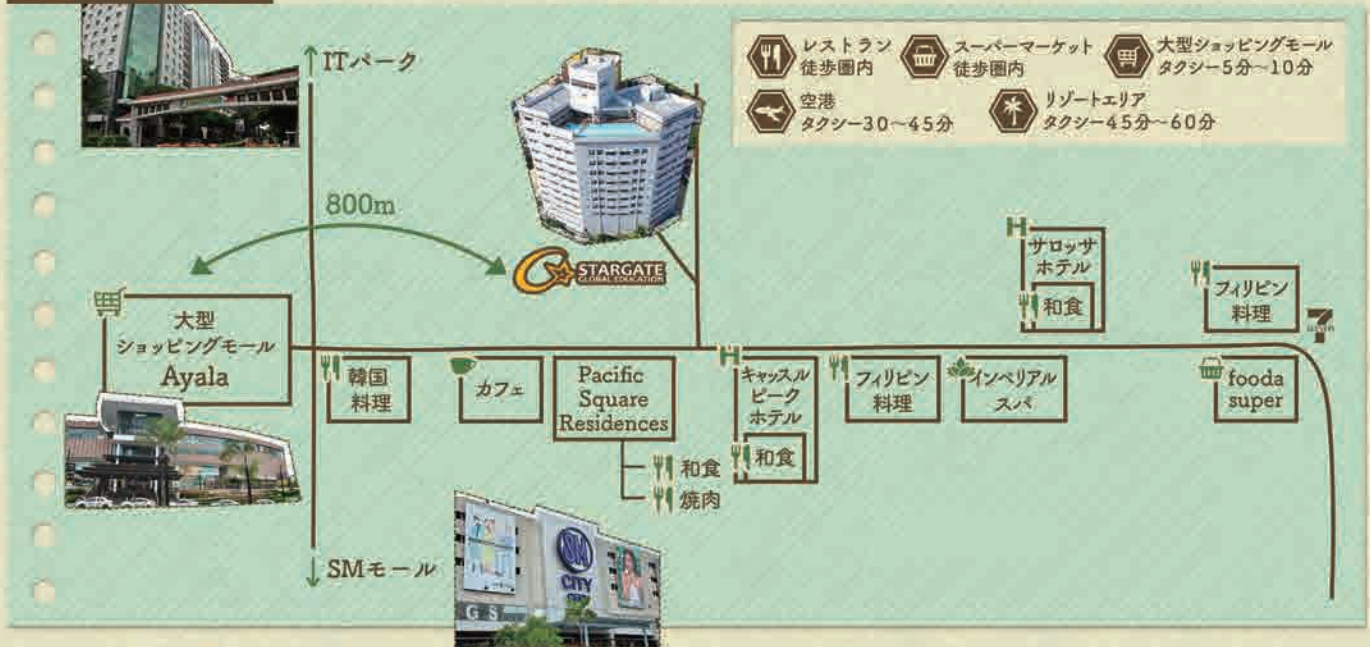 レストラン
徒歩圏内
スーパーマーケット
徒歩圏内
大型ショッピングモール
タクシー5分〜10分
空港
タクシー30〜45分
リゾートエリア
タクシー45分〜60分
↑ITパーク
800m
STARGATE
GLOBAL EDUCATION
H
サロッサ
ホテル
和食
フィリピン
料理
7
大型
ショッピングモール
Ayala
韓国
料理
カフェ
Pacific
Square
Residences
和食
焼肉
H
キャッスル
ピーク
ホテル
和食
フィリピン
料理
インペリアル
スパ
fooda
super
↓SMモール
SM
CITY
G S